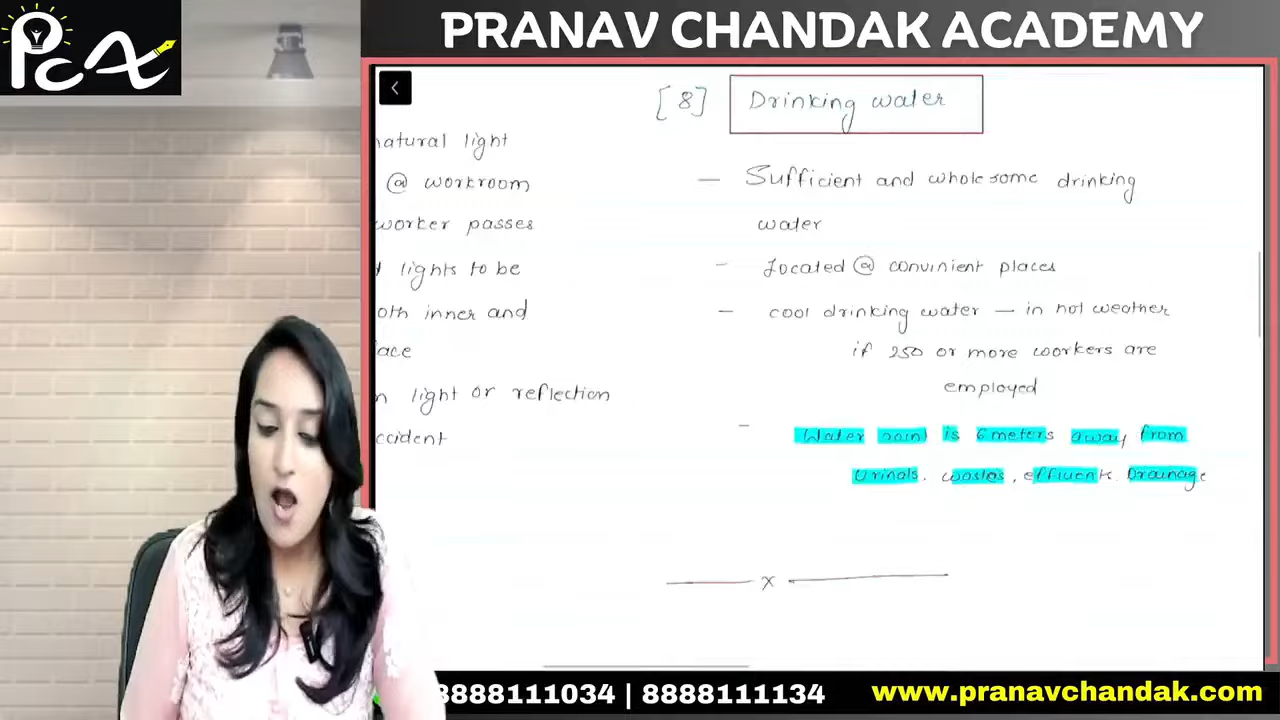 PCA
PRANAV CHANDAK ACADEMY
[8] Drinking water
natural light
@ workroom
worker passes
lights to be
oth inner and
ace
n light or reflection
ccident
— Sufficient and wholesome drinking
water
- Located @ convinient places
- cool drinking water — in hot weather
if 250 or more workers are
employed
- Water point is 6 meters away from
Urinals, wastes, effluents Drainage
x
8888111034 | 8888111134
www.pranavchandak.com